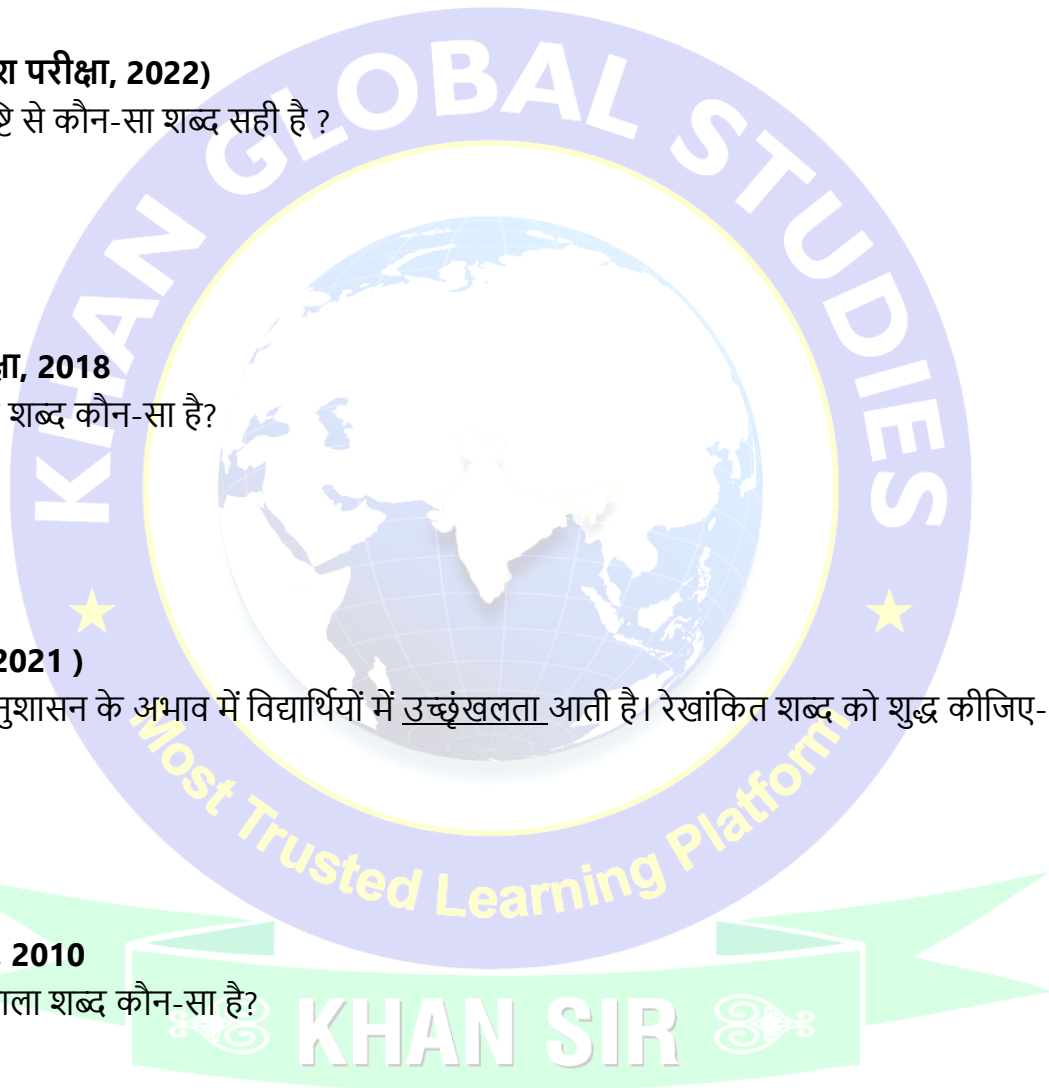 KHAN GLOBAL STUDIES
रा परीक्षा, 2022)
ष्टि से कौन-सा शब्द सही है ?
क्षा, 2018
शब्द कौन-सा है?
2021 )
नुशासन के अभाव में विद्यार्थियों में उच्छृंखलता आती है। रेखांकित शब्द को शुद्ध कीजिए-
Most Trusted Learning Platform
2010
ाला शब्द कौन-सा है?
KHAN SIR